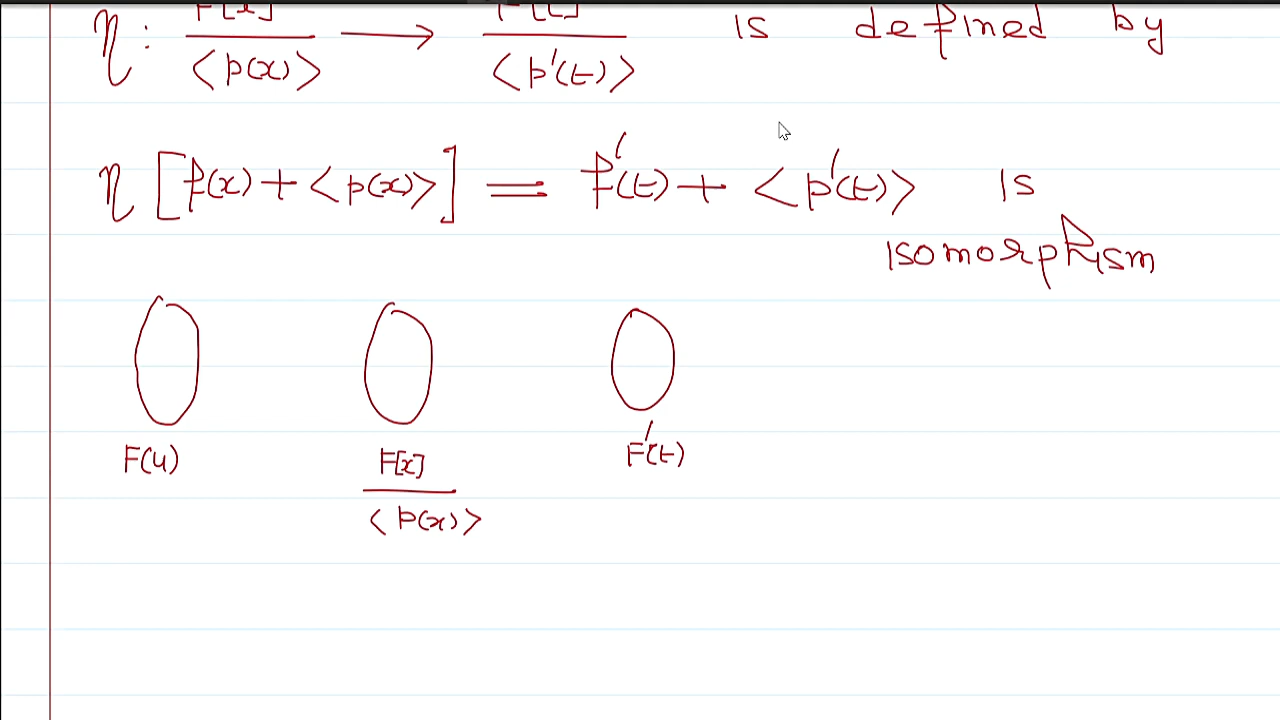 η: F[x]/<p(x)> → F'[t]/<p'(t)> is defined by
η [f(x) + <p(x)>] = f'(t) + <p'(t)> is
isomorphism
F(u) F[x]/<p(x)> F'(t)